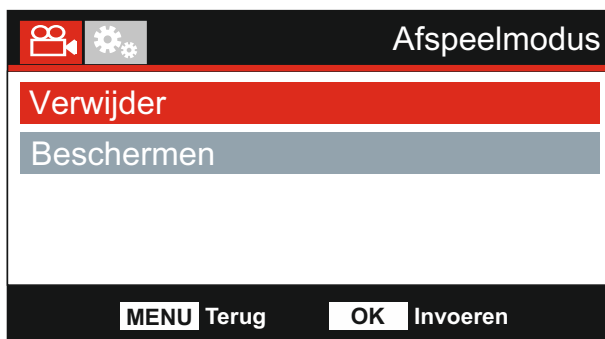 Afspeelmodus
Verwijder
Beschermen
MENU Terug OK Invoeren